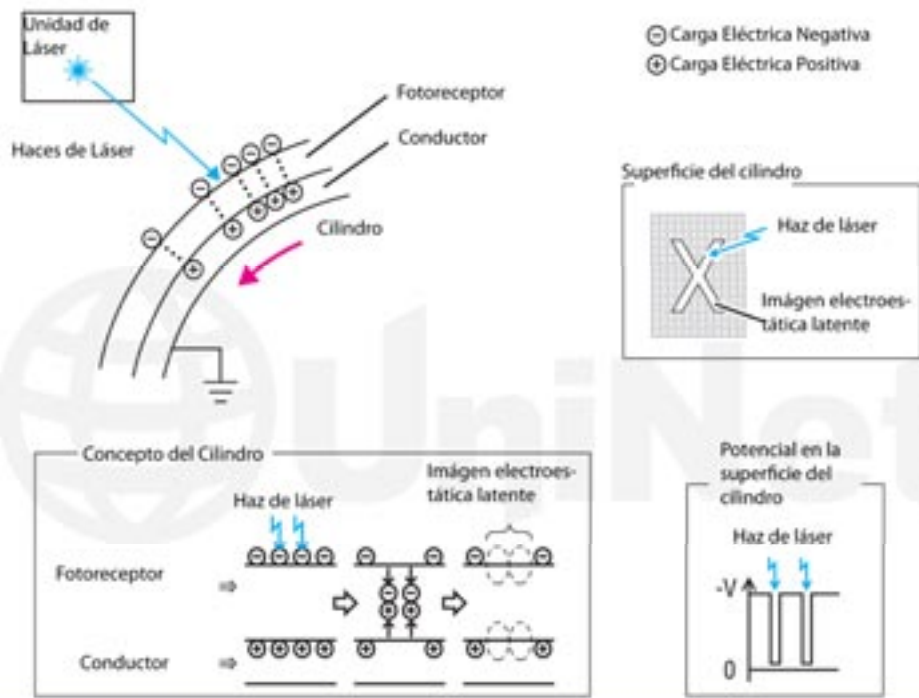 Unidad de
Láser
⊖ Carga Eléctrica Negativa
⊕ Carga Eléctrica Positiva
Fotoreceptor
Conductor
Haces de Láser
Cilindro
Superficie del cilindro
Haz de láser
Imágen electroes-
tática latente
UniNet
Concepto del Cilindro
Imágen electroes-
tática latente
Haz de láser
Fotoreceptor
Conductor
Potencial en la
superficie del
cilindro
Haz de láser
-V
0